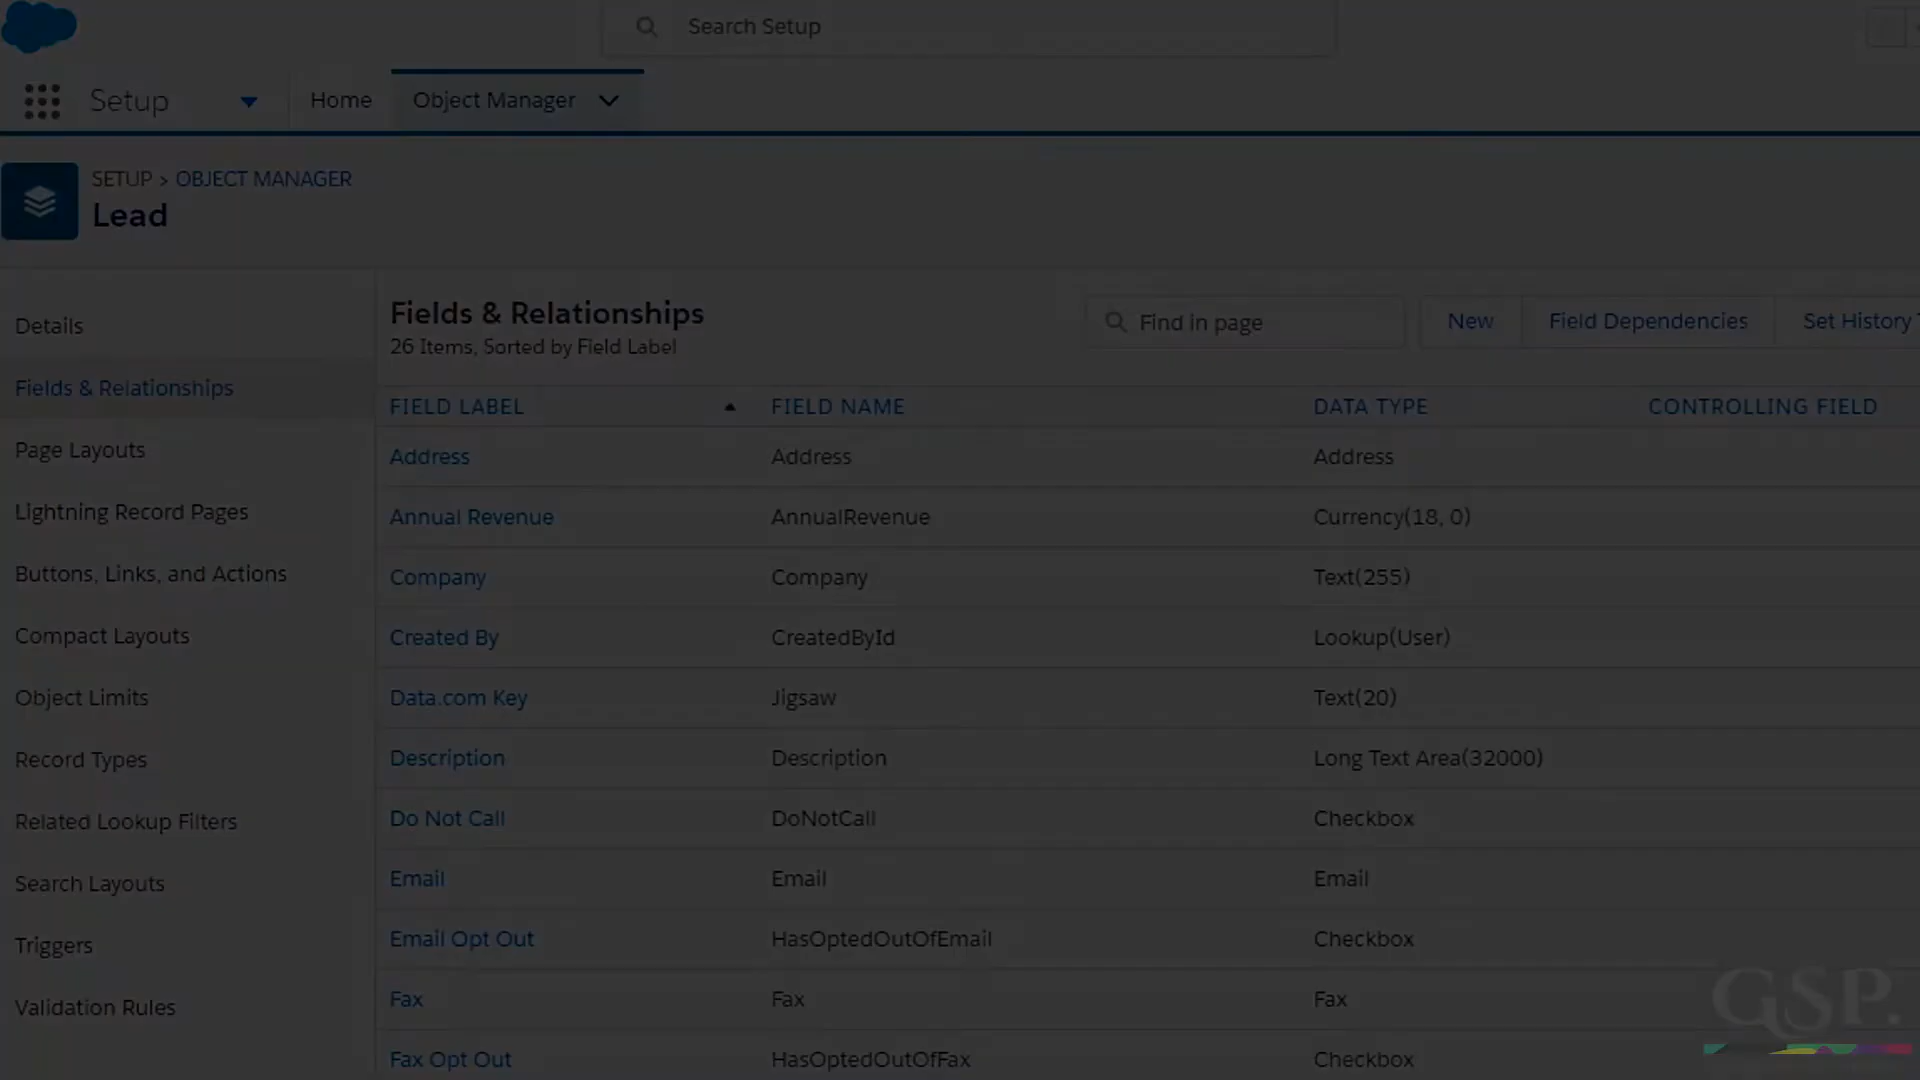 Search Setup
Setup
Home
Object Manager
SETUP > OBJECT MANAGER
Lead
Details
Fields & Relationships
Page Layouts
Lightning Record Pages
Buttons, Links, and Actions
Compact Layouts
Object Limits
Record Types
Related Lookup Filters
Search Layouts
Triggers
Validation Rules
Fields & Relationships
26 Items, Sorted by Field Label
Find in page
New
Field Dependencies
Set History
FIELD LABEL FIELD NAME DATA TYPE CONTROLLING FIELD
Address Address Address
Annual Revenue AnnualRevenue Currency(18, 0)
Company Company Text(255)
Created By CreatedById Lookup(User)
Data.com Key Jigsaw Text(20)
Description Description Long Text Area(32000)
Do Not Call DoNotCall Checkbox
Email Email Email
Email Opt Out HasOptedOutOfEmail Checkbox
Fax Fax Fax
Fax Opt Out HasOptedOutOfFax Checkbox
GSP.